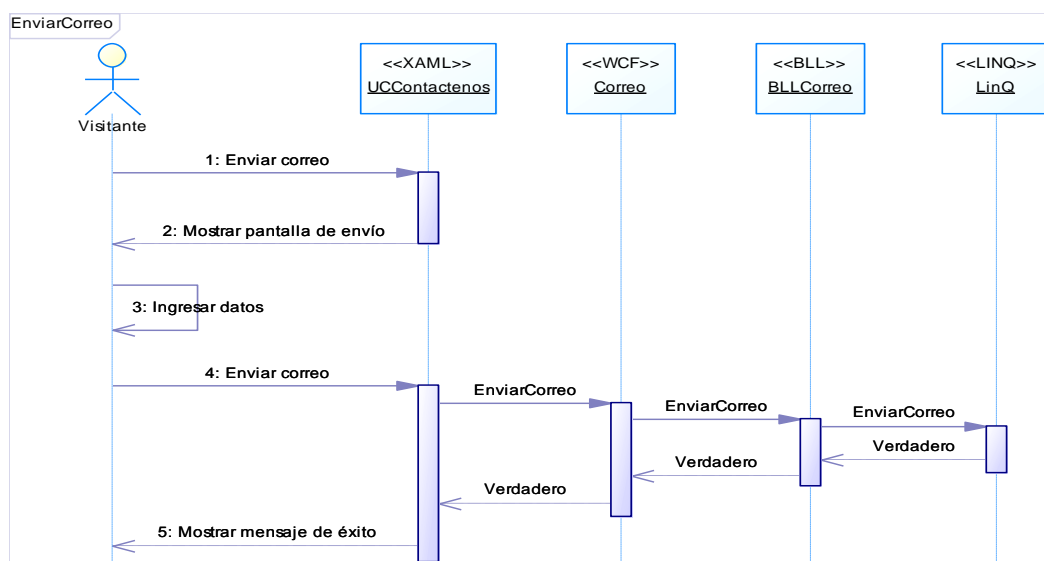 EnviarCorreo
<<XAML>>
UCContactenos
<<WCF>>
Correo
<<BLL>>
BLLCorreo
<<LINQ>>
LinQ
Visitante
1: Enviar correo
2: Mostrar pantalla de envío
3: Ingresar datos
4: Enviar correo
EnviarCorreo
EnviarCorreo
EnviarCorreo
Verdadero
Verdadero
Verdadero
5: Mostrar mensaje de éxito